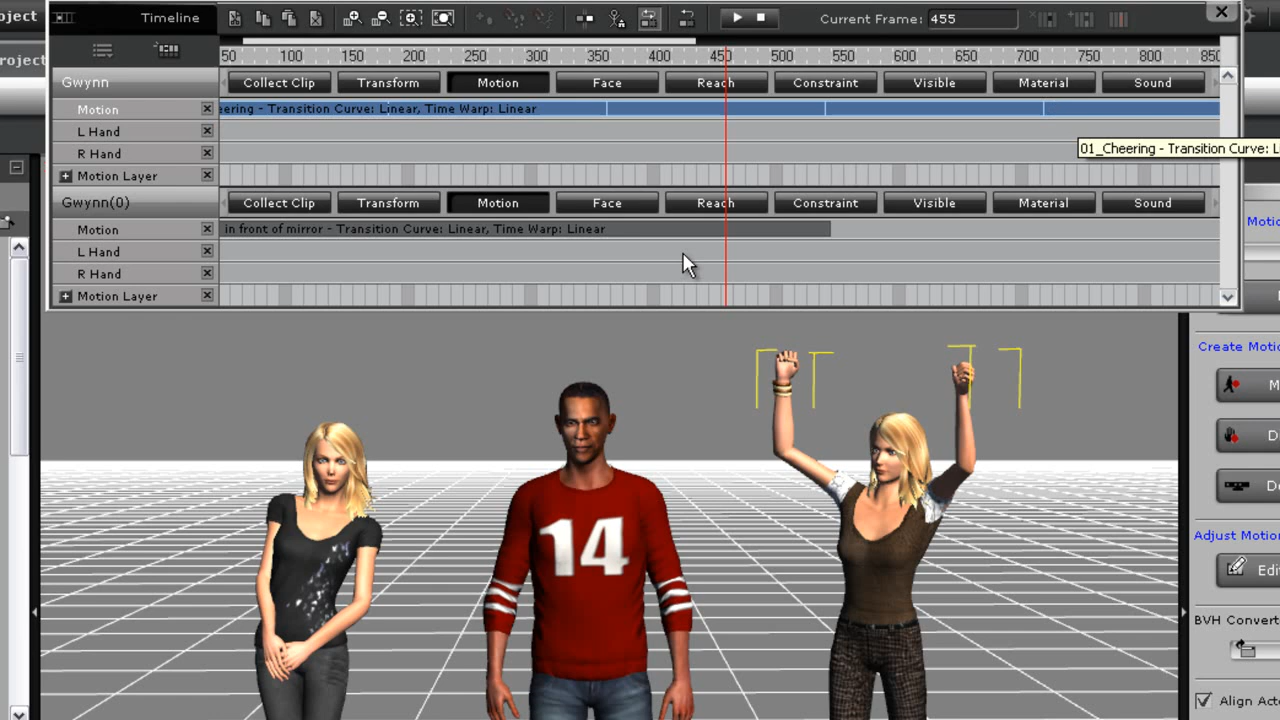 oject
Timeline
Current Frame: 455
roject
50 100 150 200 250 300 350 400 450 500 550 600 650 700 750 800 850
Gwynn
Collect Clip Transform Motion Face Reach Constraint Visible Material Sound
Motion
eering - Transition Curve: Linear, Time Warp: Linear
L Hand
R Hand
01_Cheering - Transition Curve: L
Motion Layer
Gwynn(0)
Collect Clip Transform Motion Face Reach Constraint Visible Material Sound
Motion
in front of mirror - Transition Curve: Linear, Time Warp: Linear
Motio
L Hand
R Hand
Motion Layer
Create Motio
M
D
De
Adjust Motion
Edi
BVH Convert
Align Act
14